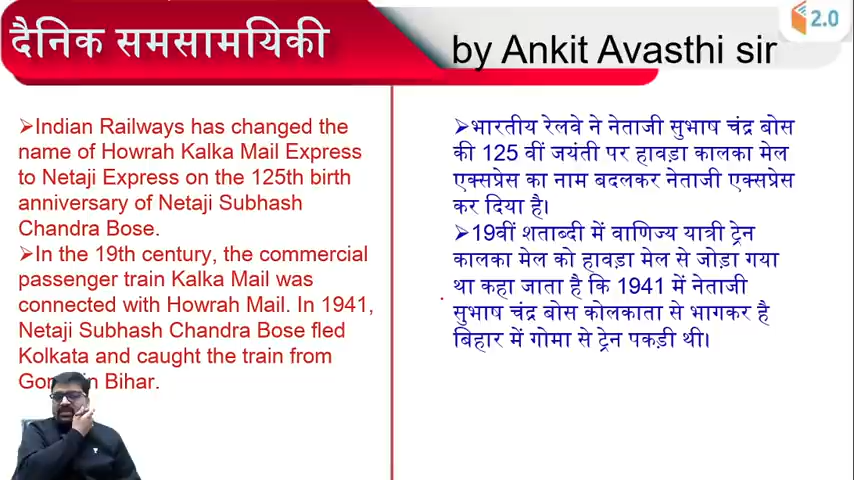 दैनिक समसामयिकी
by Ankit Avasthi sir
2.0
➢Indian Railways has changed the
name of Howrah Kalka Mail Express
to Netaji Express on the 125th birth
anniversary of Netaji Subhash
Chandra Bose.
➢In the 19th century, the commercial
passenger train Kalka Mail was
connected with Howrah Mail. In 1941,
Netaji Subhash Chandra Bose fled
Kolkata and caught the train from
in Bihar.
➢भारतीय रेलवे ने नेताजी सुभाष चंद्र बोस
की 125 वीं जयंती पर हावड़ा कालका मेल
एक्सप्रेस का नाम बदलकर नेताजी एक्सप्रेस
कर दिया है।
➢19वीं शताब्दी में वाणिज्य यात्री ट्रेन
कालका मेल को हावड़ा मेल से जोड़ा गया
था कहा जाता है कि 1941 में नेताजी
सुभाष चंद्र बोस कोलकाता से भागकर है
बिहार में गोमा से ट्रेन पकड़ी थी।